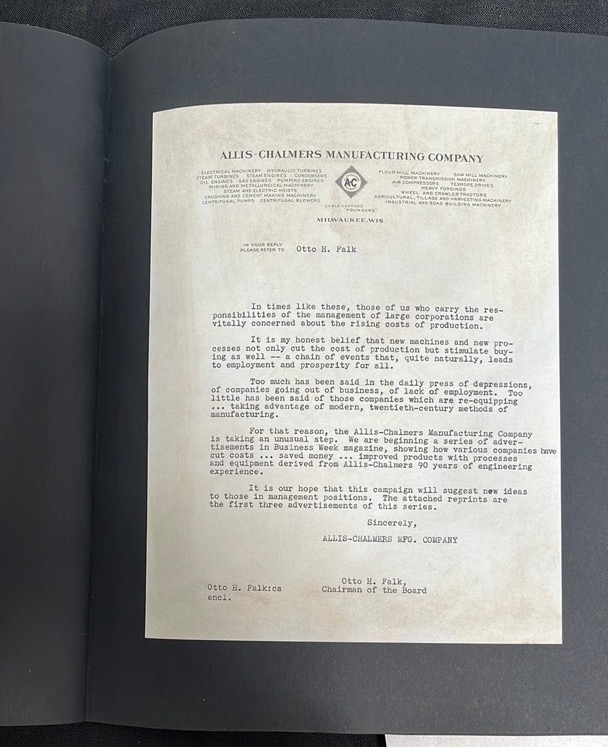 ALLIS-CHALMERS MANUFACTURING COMPANY
ELECTRICAL MACHINERY HYDRAULIC TURBINES
STEAM TURBINES STEAM ENGINES CONDENSERS
OIL ENGINES GAS ENGINES PUMPING ENGINES
MINING AND METALLURGICAL MACHINERY
STEAM AND ELECTRIC HOISTS
CRUSHING AND CEMENT MAKING MACHINERY
CENTRIFUGAL PUMPS CENTRIFUGAL BLOWERS
AC
FLOUR MILL MACHINERY SAW MILL MACHINERY
POWER TRANSMISSION MACHINERY
AIR COMPRESSORS TEXROPE DRIVES
HEAVY FORGINGS
WHEEL AND CRAWLER TRACTORS
AGRICULTURAL, TILLAGE AND HARVESTING MACHINERY
INDUSTRIAL AND ROAD BUILDING MACHINERY
CABLE ADDRESS
"FOUNDERS"
MILWAUKEE, WIS
IN YOUR REPLY
PLEASE REFER TO Otto H. Falk
In times like these, those of us who carry the res-
ponsibilities of the management of large corporations are
vitally concerned about the rising costs of production.
It is my honest belief that new machines and new pro-
cesses not only cut the cost of production but stimulate buy-
ing as well -- a chain of events that, quite naturally, leads
to employment and prosperity for all.
Too much has been said in the daily press of depressions,
of companies going out of business, of lack of employment. Too
little has been said of those companies which are re-equipping
... taking advantage of modern, twentieth-century methods of
manufacturing.
For that reason, the Allis-Chalmers Manufacturing Company
is taking an unusual step. We are beginning a series of adver-
tisements in Business Week magazine, showing how various companies have
cut costs ... saved money ... improved products with processes
and equipment derived from Allis-Chalmers 90 years of engineering
experience.
It is our hope that this campaign will suggest new ideas
to those in management positions. The attached reprints are
the first three advertisements of this series.
Sincerely,
ALLIS-CHALMERS MFG. COMPANY
Otto H. Falk,
Chairman of the Board
Otto H. Falk:ca
encl.